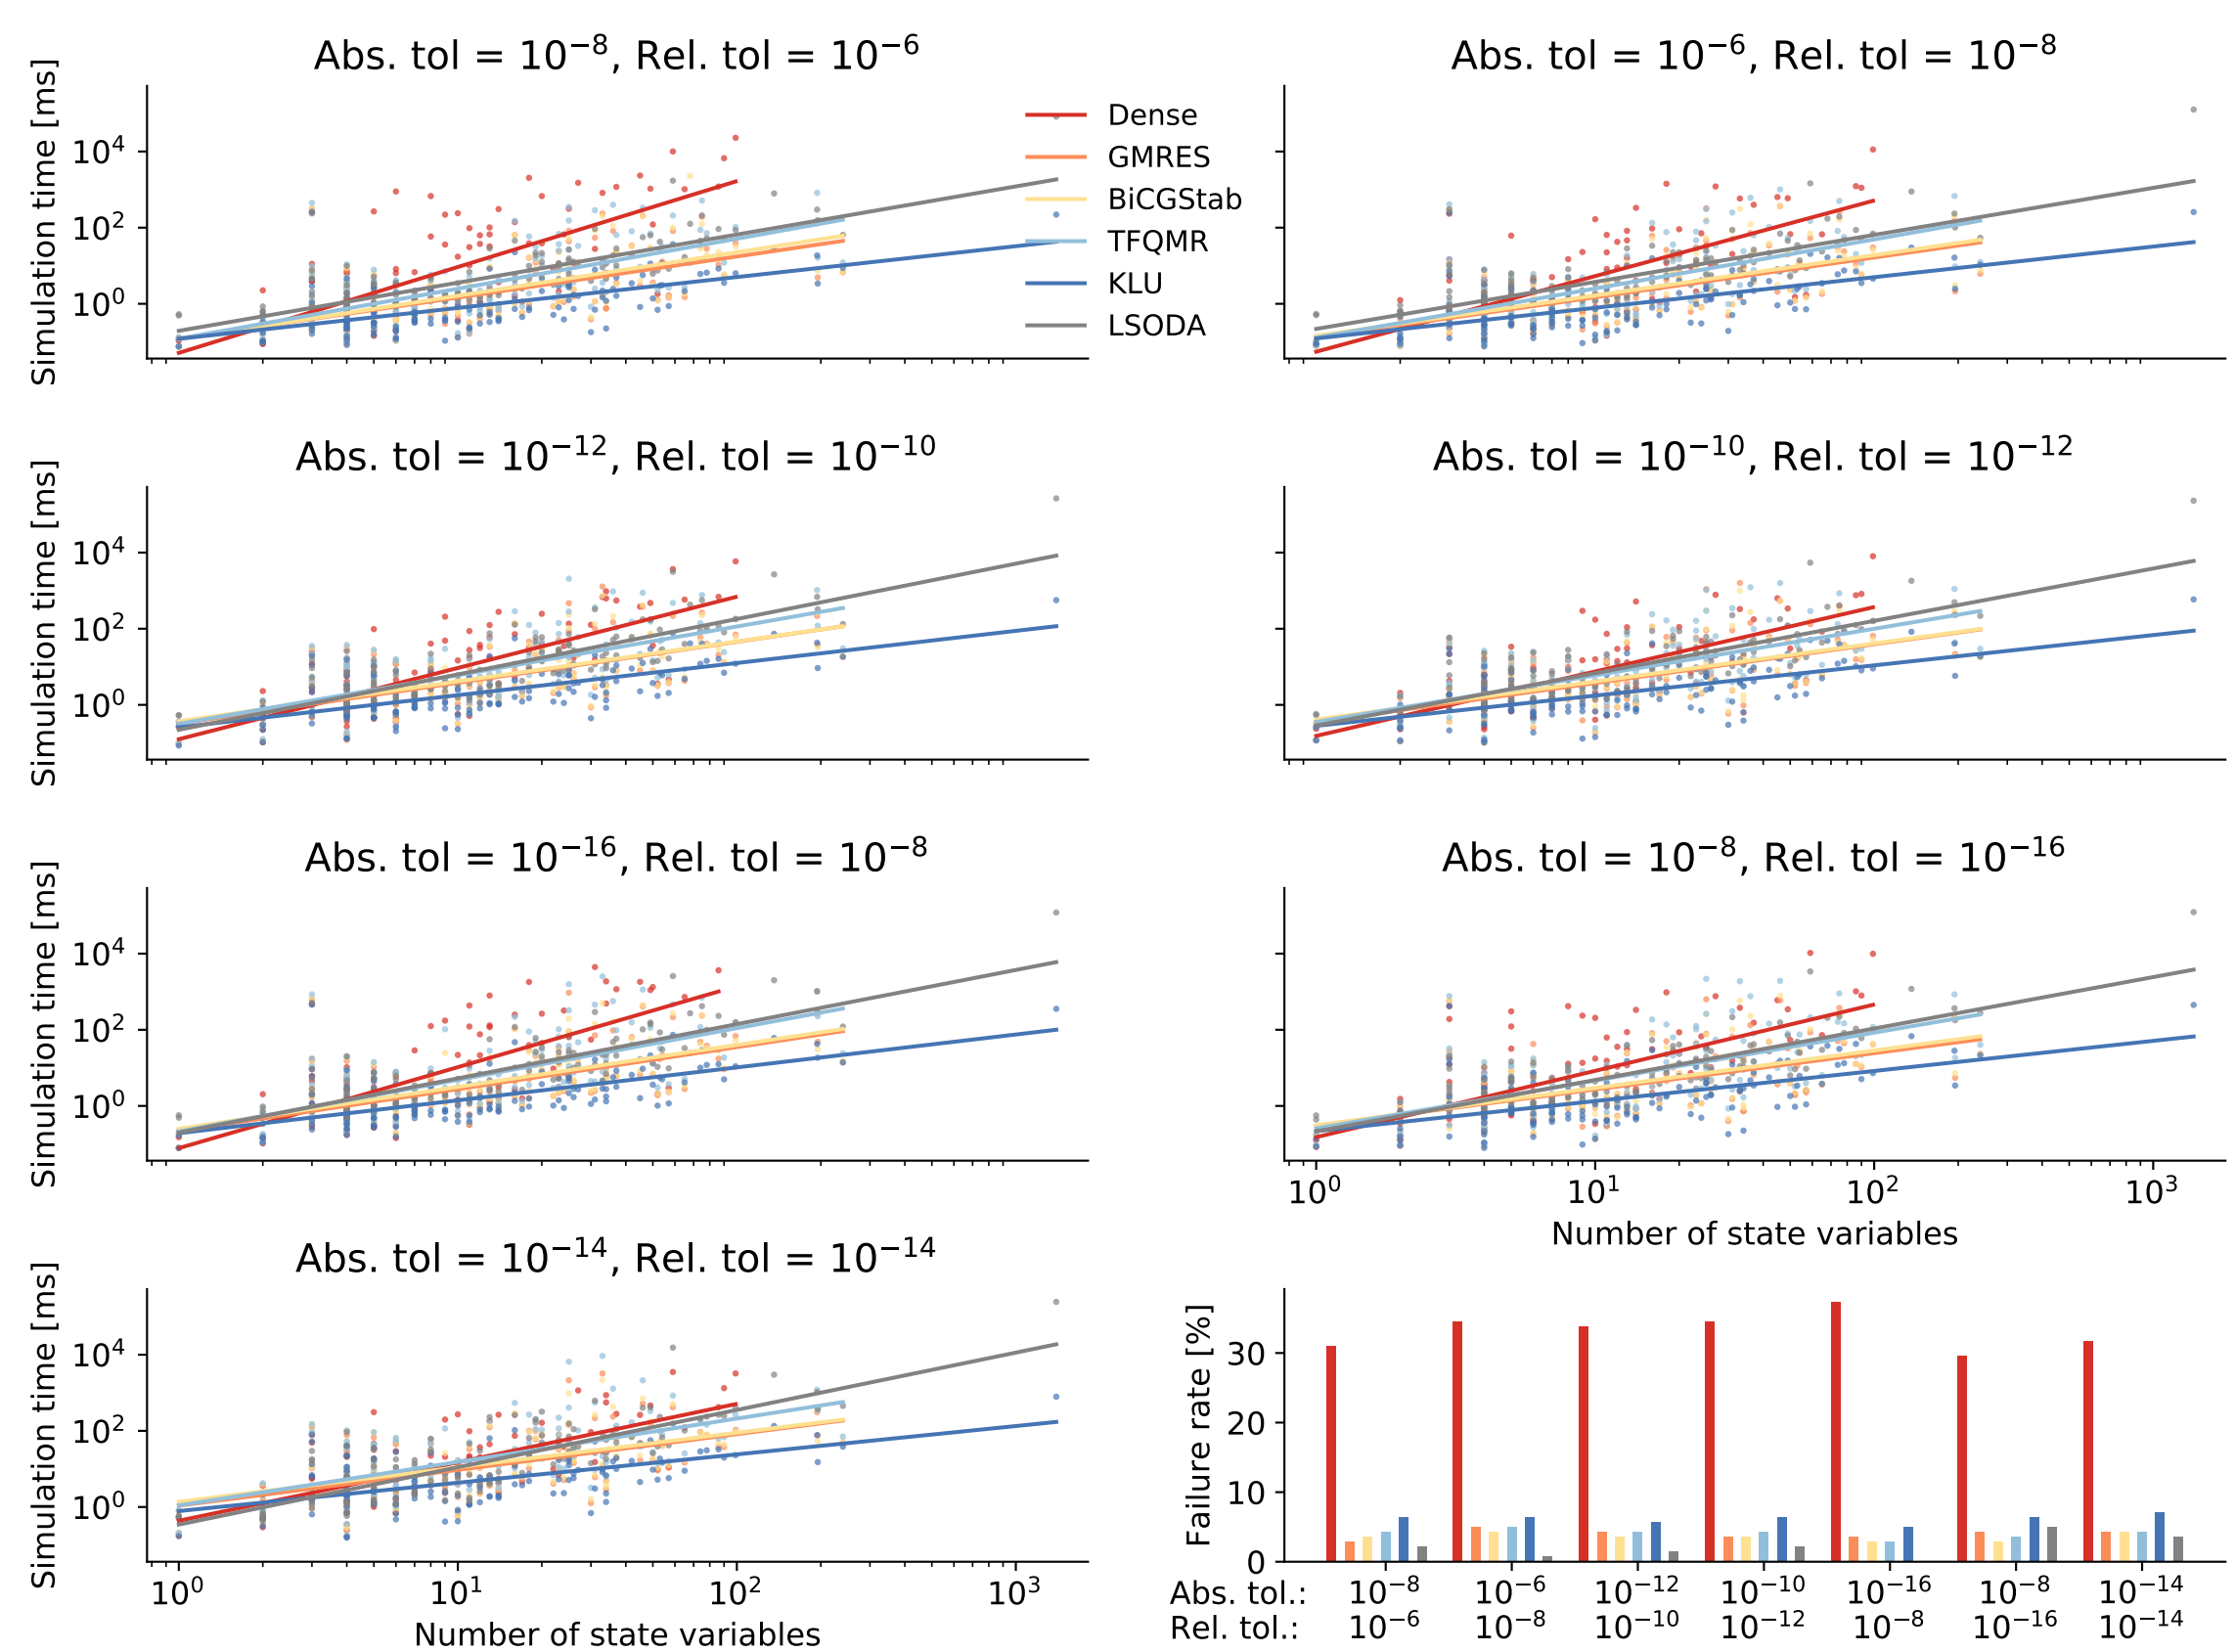 Abs. tol = 10⁻⁸, Rel. tol = 10⁻⁶
Simulation time [ms]
10⁴
10²
10⁰
Dense
GMRES
BiCGStab
TFQMR
KLU
LSODA
Abs. tol = 10⁻⁶, Rel. tol = 10⁻⁸
Abs. tol = 10⁻¹², Rel. tol = 10⁻¹⁰
Simulation time [ms]
10⁴
10²
10⁰
Abs. tol = 10⁻¹⁰, Rel. tol = 10⁻¹²
Abs. tol = 10⁻¹⁶, Rel. tol = 10⁻⁸
Simulation time [ms]
10⁴
10²
10⁰
Abs. tol = 10⁻⁸, Rel. tol = 10⁻¹⁶
10⁰ 10¹ 10² 10³
Number of state variables
Abs. tol = 10⁻¹⁴, Rel. tol = 10⁻¹⁴
Simulation time [ms]
10⁴
10²
10⁰
10⁰ 10¹ 10² 10³
Number of state variables
Failure rate [%]
30
20
10
0
Abs. tol.: 10⁻⁸ 10⁻⁶ 10⁻¹² 10⁻¹⁰ 10⁻¹⁶ 10⁻⁸ 10⁻¹⁴
Rel. tol.: 10⁻⁶ 10⁻⁸ 10⁻¹⁰ 10⁻¹² 10⁻⁸ 10⁻¹⁶ 10⁻¹⁴